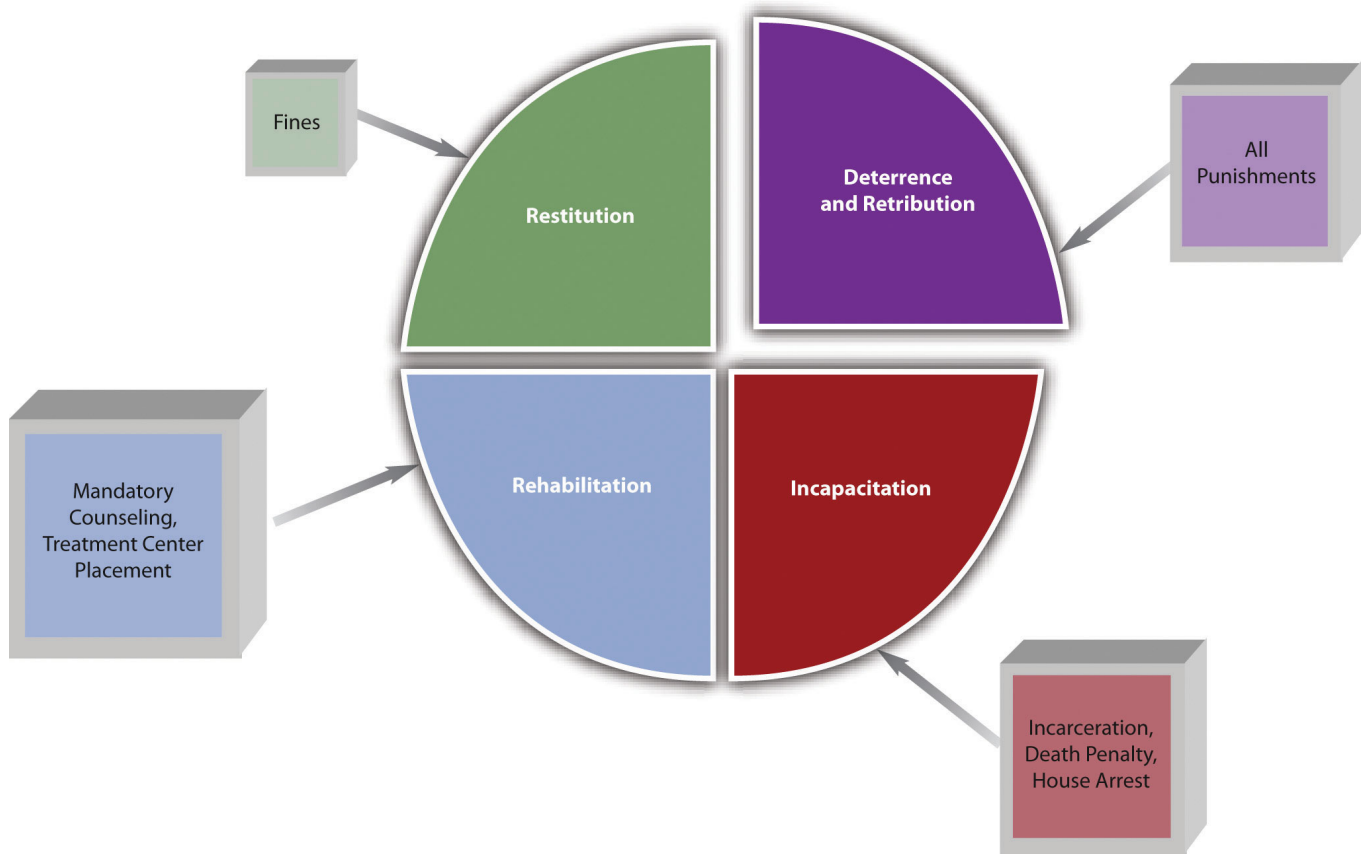 Fines
Restitution
Deterrence
and Retribution
All
Punishments
Mandatory
Counseling,
Treatment Center
Placement
Rehabilitation
Incapacitation
Incarceration,
Death Penalty,
House Arrest